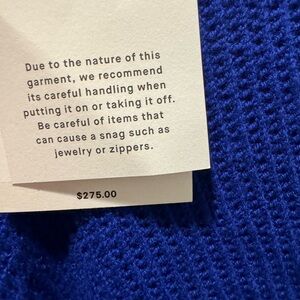 Due to the nature of this
garment, we recommend
its careful handling when
putting it on or taking it off.
Be careful of items that
can cause a snag such as
jewelry or zippers.
$275.00